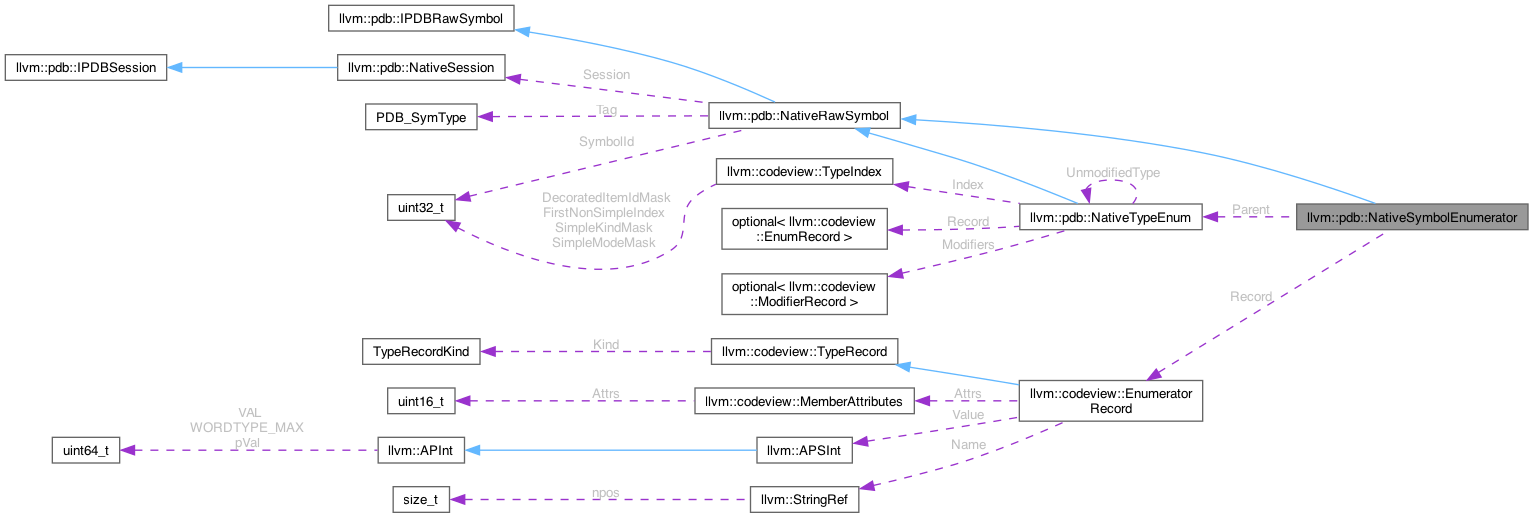 llvm::pdb::IPDBRawSymbol
llvm::pdb::IPDBSession
llvm::pdb::NativeSession
Session
PDB_SymType
Tag
llvm::pdb::NativeRawSymbol
SymbolId
uint32_t
DecoratedItemIdMask
FirstNonSimpleIndex
SimpleKindMask
SimpleModeMask
llvm::codeview::TypeIndex
Index
UnmodifiedType
optional< llvm::codeview
::EnumRecord >
Record
llvm::pdb::NativeTypeEnum
Parent
llvm::pdb::NativeSymbolEnumerator
Modifiers
optional< llvm::codeview
::ModifierRecord >
Record
TypeRecordKind
Kind
llvm::codeview::TypeRecord
uint16_t
Attrs
llvm::codeview::MemberAttributes
Attrs
llvm::codeview::Enumerator
Record
Value
VAL
WORDTYPE_MAX
pVal
uint64_t
llvm::APInt
llvm::APSInt
Name
size_t
npos
llvm::StringRef